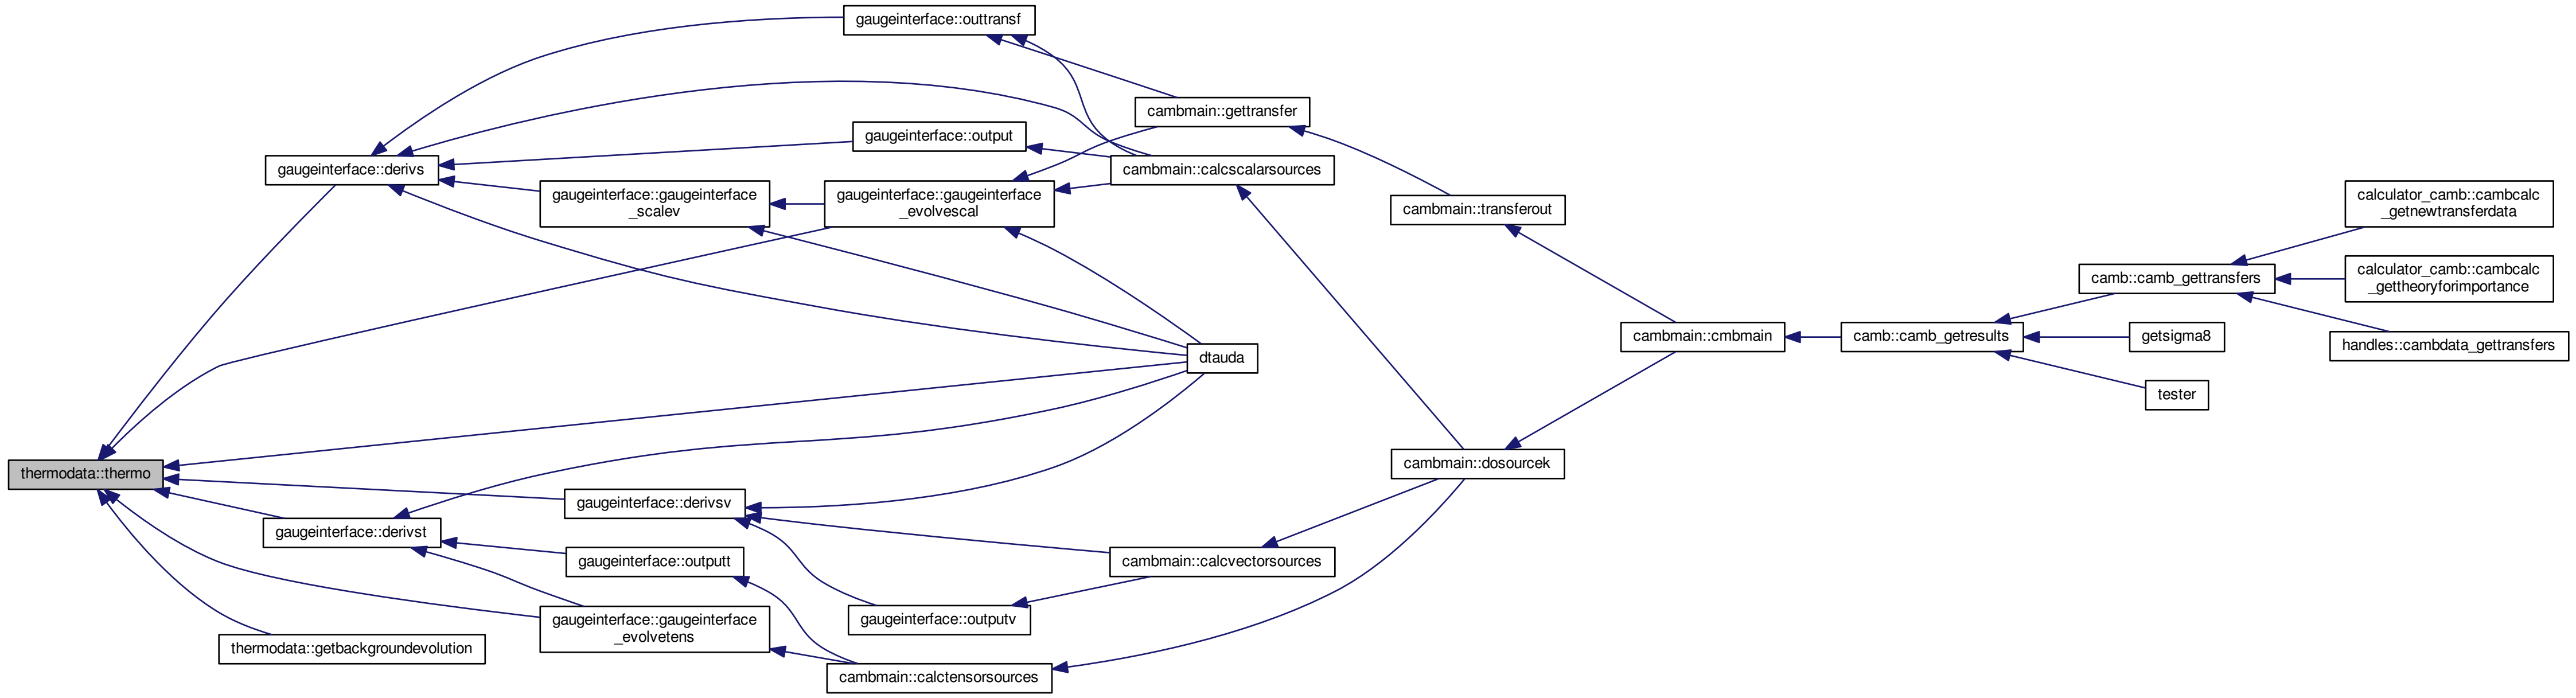 gaugeinterface::outtransf
cambmain::gettransfer
gaugeinterface::output
gaugeinterface::derivs
cambmain::calcscalarsources
gaugeinterface::gaugeinterface
_scalev
gaugeinterface::gaugeinterface
_evolvescal
cambmain::transferout
calculator_camb::cambcalc
_getnewtransferdata
camb::camb_gettransfers
calculator_camb::cambcalc
_gettheoryforimportance
cambmain::cmbmain
camb::camb_getresults
getsigma8
handles::cambdata_gettransfers
dtauda
tester
thermodata::thermo
cambmain::dosourcek
gaugeinterface::derivsv
gaugeinterface::derivst
gaugeinterface::outputt
cambmain::calcvectorsources
gaugeinterface::gaugeinterface
_evolvetens
gaugeinterface::outputv
thermodata::getbackgroundevolution
cambmain::calctensorsources